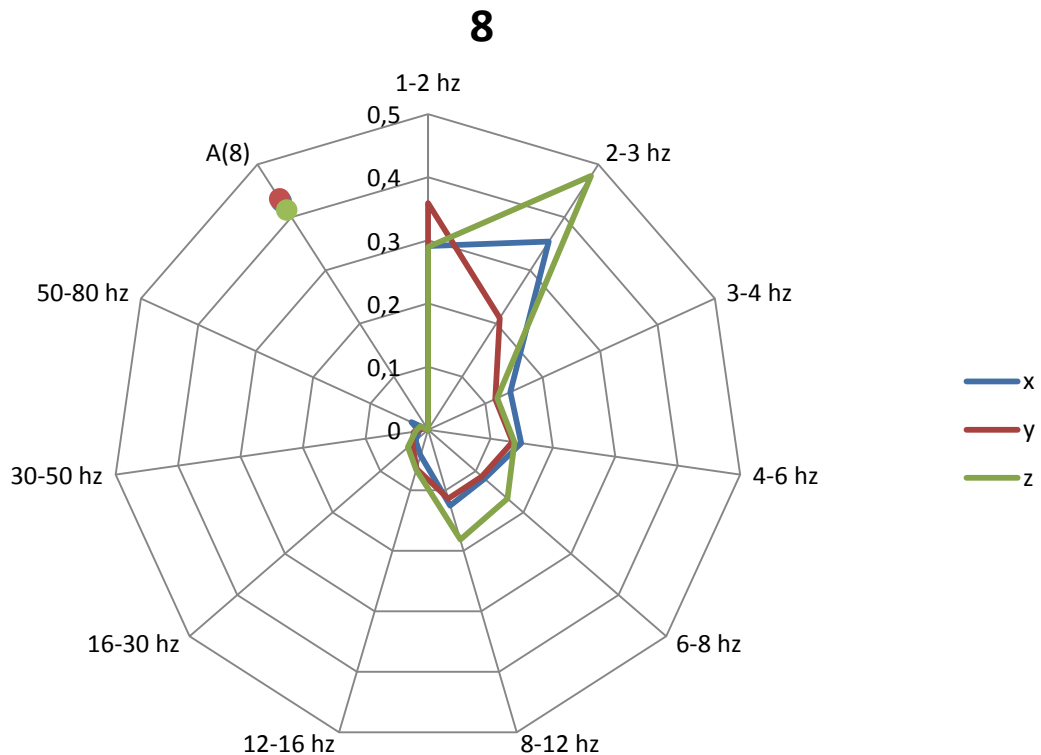 8
1-2 hz
0,5
A(8)
2-3 hz
0,4
0,3
50-80 hz
3-4 hz
0,2
0,1
x
0
y
30-50 hz
4-6 hz
z
16-30 hz
6-8 hz
12-16 hz
8-12 hz